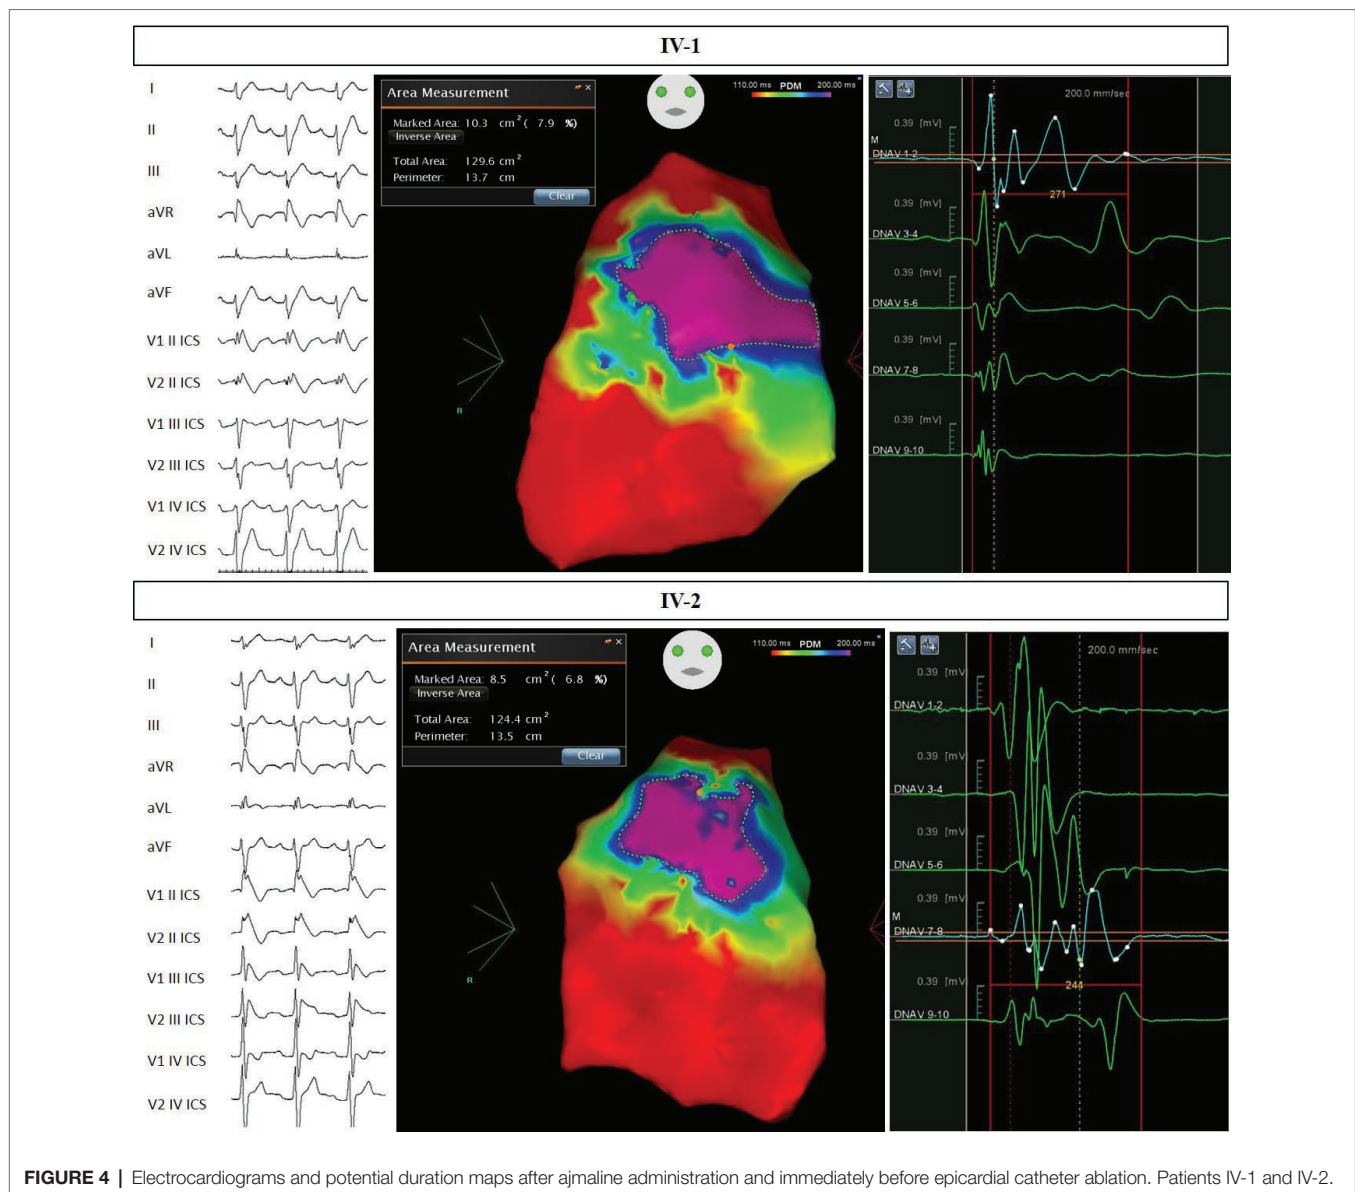 IV-1
I
II
III
aVR
aVL
aVF
V1 II ICS
V2 II ICS
V1 III ICS
V2 III ICS
V1 IV ICS
V2 IV ICS
Area Measurement
Marked Area: 10.3 cm² ( 7.9 %)
Inverse Area
Total Area: 129.6 cm²
Perimeter: 13.7 cm
Clear
110.00 ms PDM 200.00 ms
R
200.0 mm/sec
0.39 [mV]
M
DNAV 1-2
271
0.39 [mV]
DNAV 3-4
0.39 [mV]
DNAV 5-6
0.39 [mV]
DNAV 7-8
0.39 [mV]
DNAV 9-10
IV-2
I
II
III
aVR
aVL
aVF
V1 II ICS
V2 II ICS
V1 III ICS
V2 III ICS
V1 IV ICS
V2 IV ICS
Area Measurement
Marked Area: 8.5 cm² ( 6.8 %)
Inverse Area
Total Area: 124.4 cm²
Perimeter: 13.5 cm
Clear
110.00 ms PDM 200.00 ms
R
200.0 mm/sec
0.39 [mV]
DNAV 1-2
0.39 [mV]
DNAV 3-4
0.39 [mV]
DNAV 5-6
0.39 [mV]
M
DNAV 7-8
0.39 [mV]
244
DNAV 9-10
FIGURE 4 | Electrocardiograms and potential duration maps after ajmaline administration and immediately before epicardial catheter ablation. Patients IV-1 and IV-2.